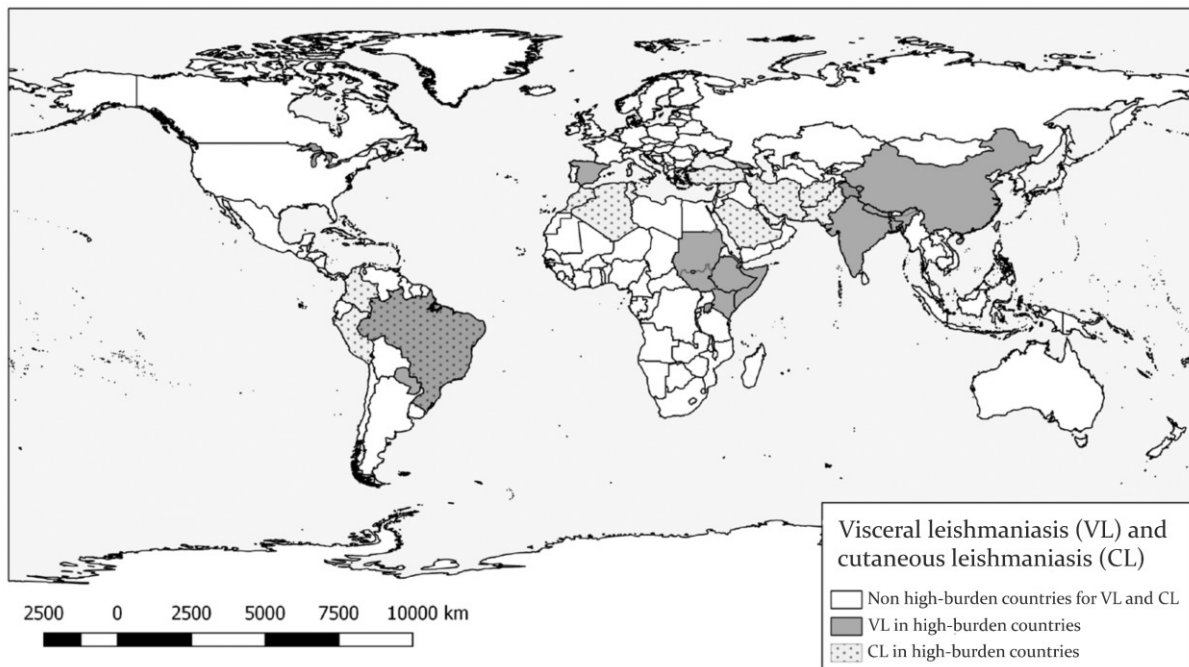 2500 0 2500 5000 7500 10000 km
Visceral leishmaniasis (VL) and
cutaneous leishmaniasis (CL)
Non high-burden countries for VL and CL
VL in high-burden countries
CL in high-burden countries